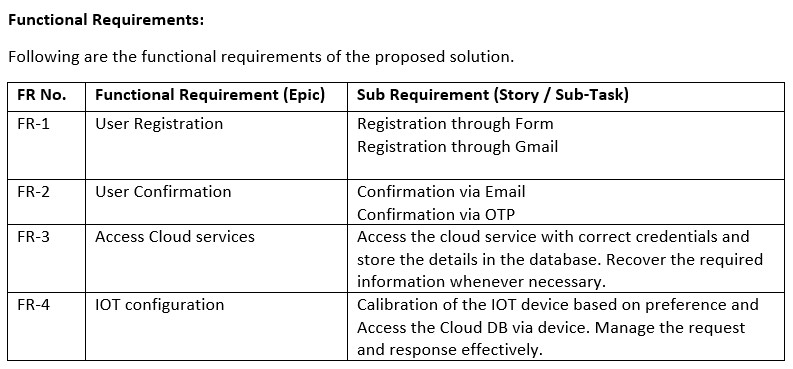 Functional Requirements:
Following are the functional requirements of the proposed solution.
FR No. Functional Requirement (Epic) Sub Requirement (Story / Sub-Task)
FR-1 User Registration Registration through Form
Registration through Gmail
FR-2 User Confirmation Confirmation via Email
Confirmation via OTP
FR-3 Access Cloud services Access the cloud service with correct credentials and
store the details in the database. Recover the required
information whenever necessary.
FR-4 IOT configuration Calibration of the IOT device based on preference and
Access the Cloud DB via device. Manage the request
and response effectively.